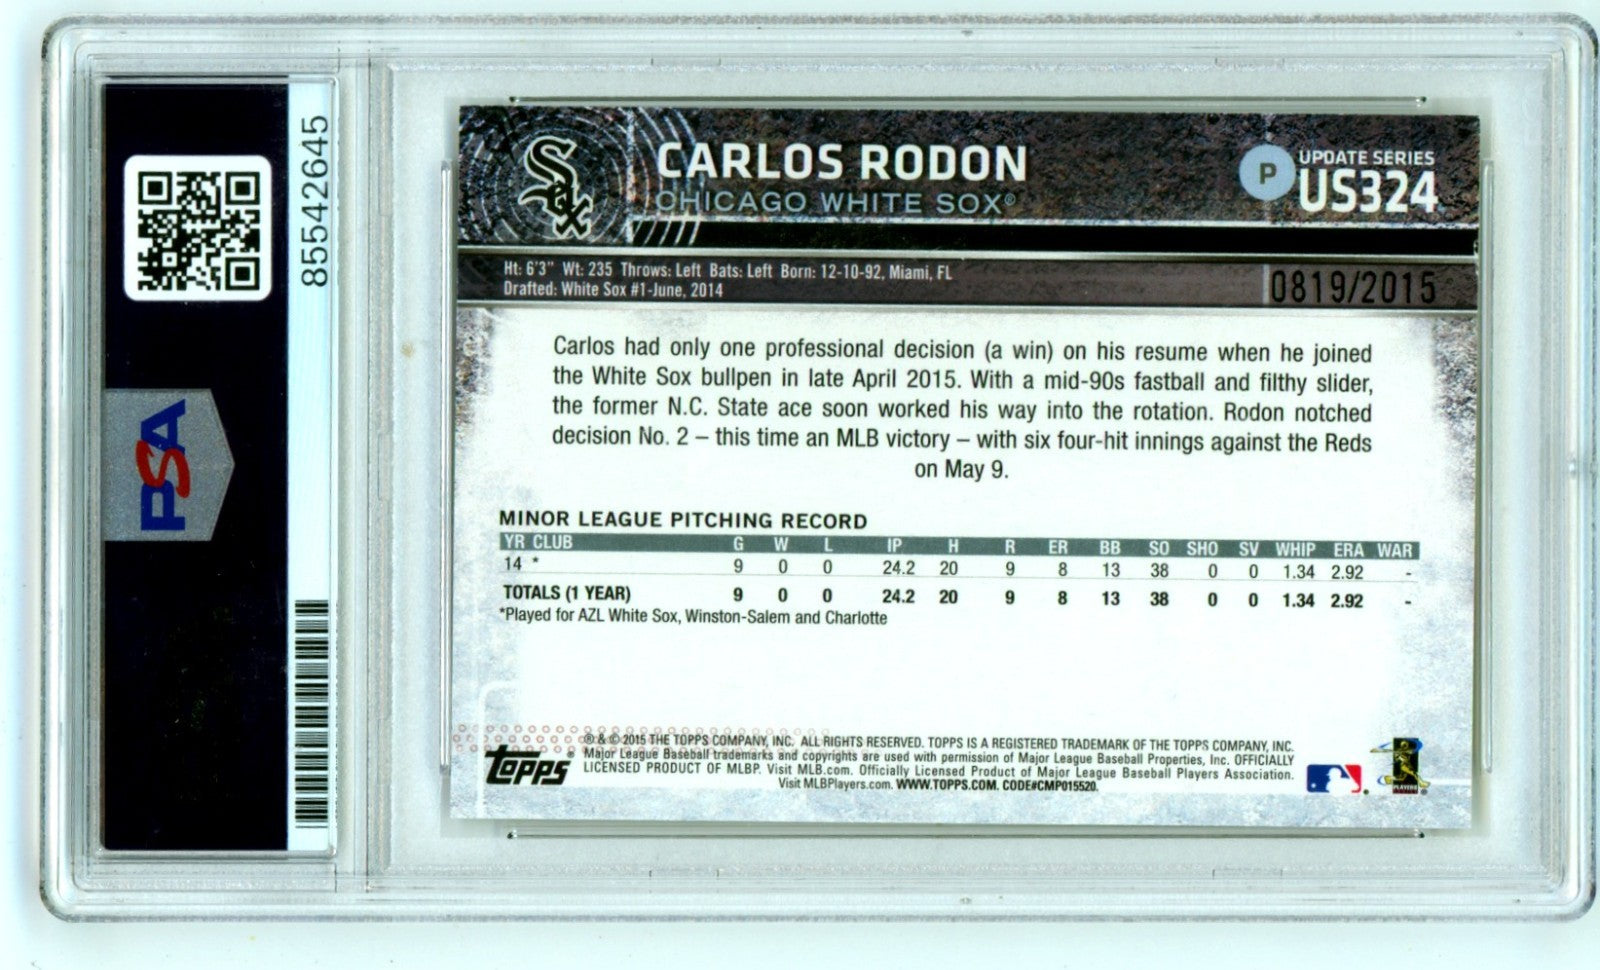 85542645
PSA
Sox
CARLOS RODON
CHICAGO WHITE SOX®
P
UPDATE SERIES
US324
Ht: 6'3" Wt: 235 Throws: Left Bats: Left Born: 12-10-92, Miami, FL
Drafted: White Sox #1-June, 2014
0819/2015
Carlos had only one professional decision (a win) on his resume when he joined
the White Sox bullpen in late April 2015. With a mid-90s fastball and filthy slider,
the former N.C. State ace soon worked his way into the rotation. Rodon notched
decision No. 2 – this time an MLB victory – with six four-hit innings against the Reds
on May 9.
MINOR LEAGUE PITCHING RECORD
YR CLUB G W L IP H R ER BB SO SHO SV WHIP ERA WAR
14 * 9 0 0 24.2 20 9 8 13 38 0 0 1.34 2.92 -
TOTALS (1 YEAR) 9 0 0 24.2 20 9 8 13 38 0 0 1.34 2.92 -
*Played for AZL White Sox, Winston-Salem and Charlotte
Topps®
® & © 2015 THE TOPPS COMPANY, INC. ALL RIGHTS RESERVED. TOPPS IS A REGISTERED TRADEMARK OF THE TOPPS COMPANY, INC.
Major League Baseball trademarks and copyrights are used with permission of Major League Baseball Properties, Inc. OFFICIALLY
LICENSED PRODUCT OF MLBP. Visit MLB.com. Officially Licensed Product of Major League Baseball Players Association.
Visit MLBPlayers.com. WWW.TOPPS.COM. CODE#CMP015520.
PLAYERS